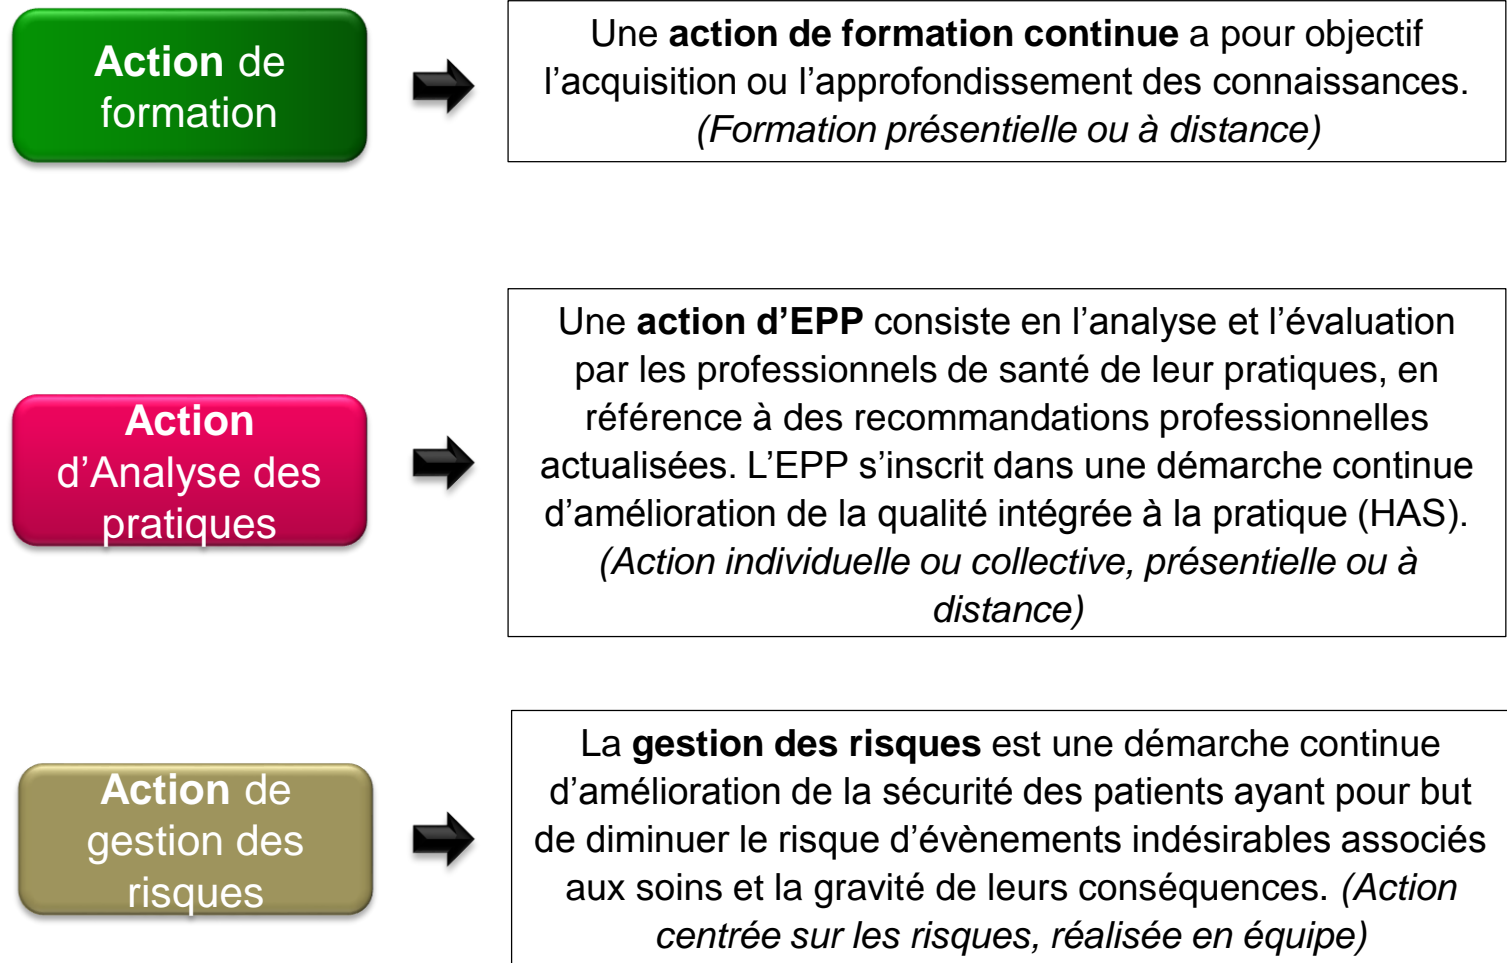 Action de
formation
Une action de formation continue a pour objectif
l’acquisition ou l’approfondissement des connaissances.
(Formation présentielle ou à distance)
Action
d’Analyse des
pratiques
Une action d’EPP consiste en l’analyse et l’évaluation
par les professionnels de santé de leur pratiques, en
référence à des recommandations professionnelles
actualisées. L’EPP s’inscrit dans une démarche continue
d’amélioration de la qualité intégrée à la pratique (HAS).
(Action individuelle ou collective, présentielle ou à
distance)
Action de
gestion des
risques
La gestion des risques est une démarche continue
d’amélioration de la sécurité des patients ayant pour but
de diminuer le risque d’évènements indésirables associés
aux soins et la gravité de leurs conséquences. (Action
centrée sur les risques, réalisée en équipe)